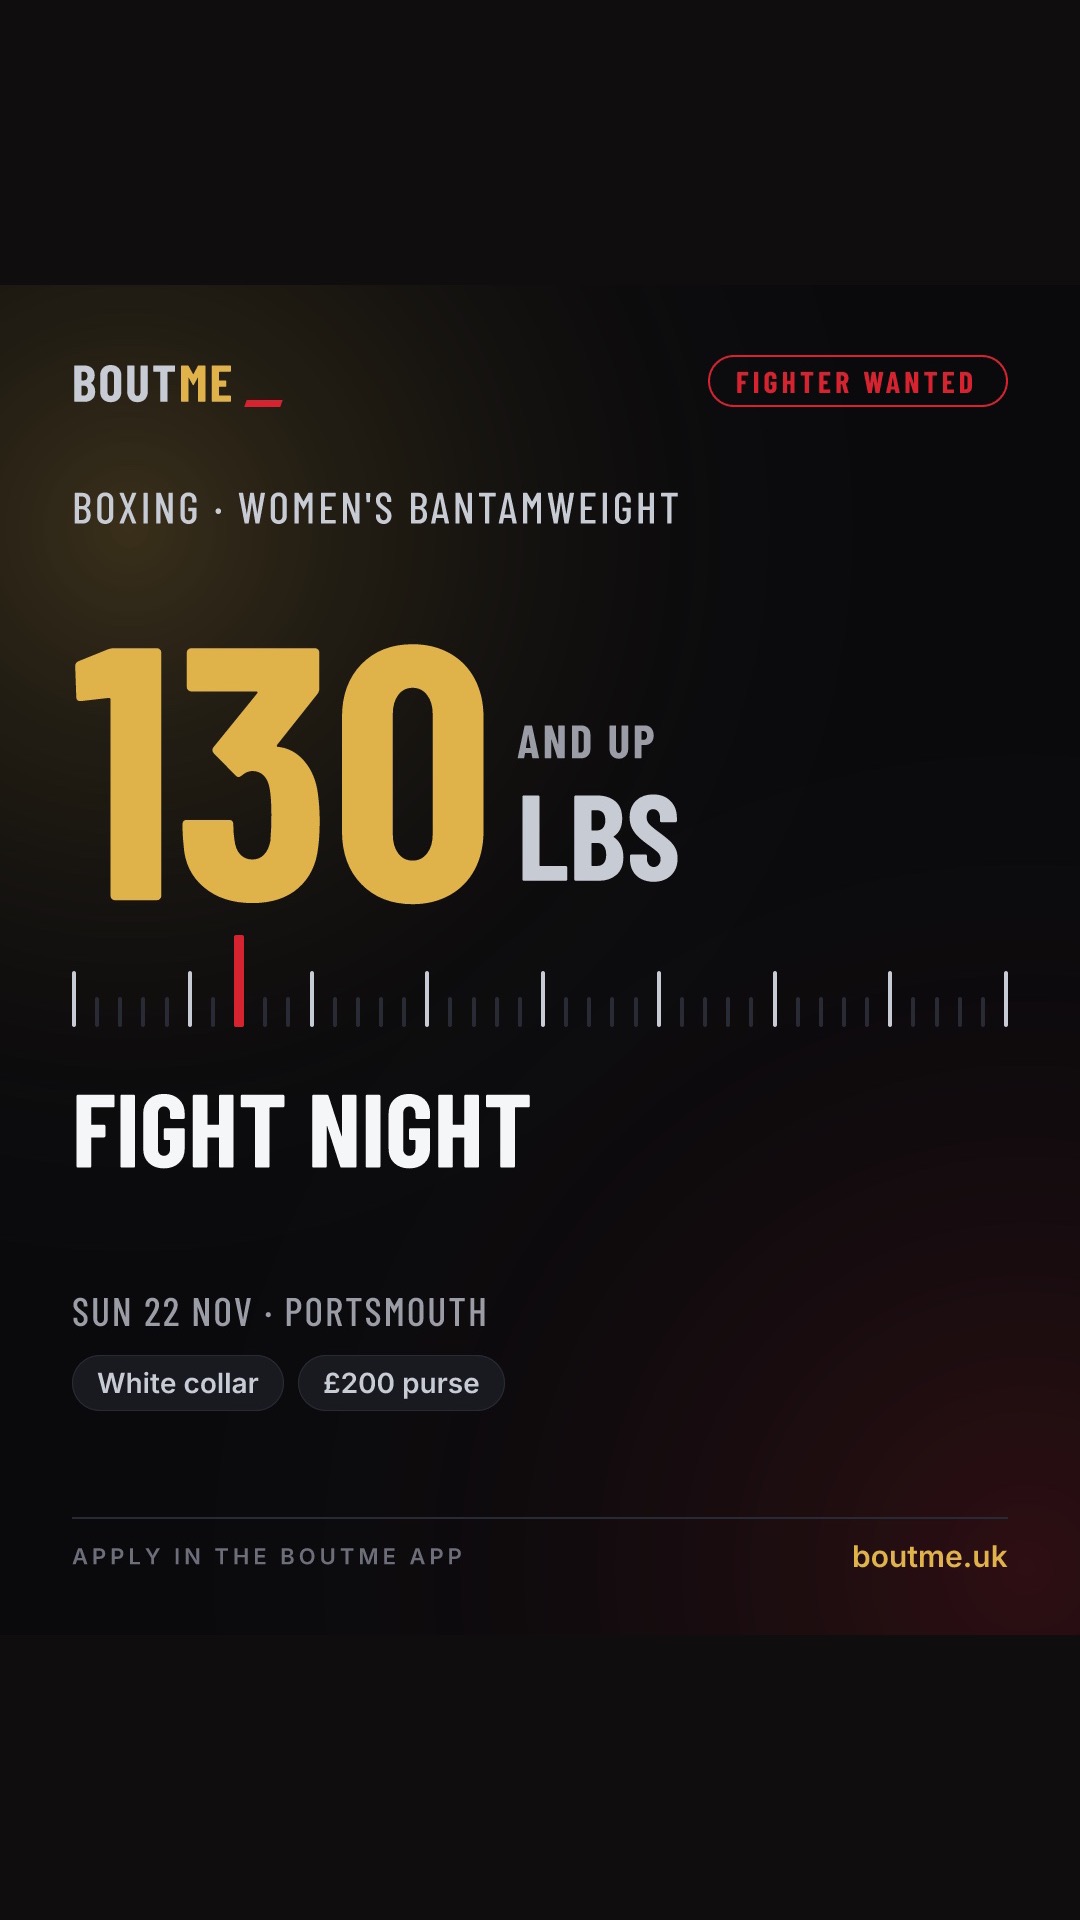 BOUTME
FIGHTER WANTED
BOXING · WOMEN'S BANTAMWEIGHT
130
AND UP
LBS
FIGHT NIGHT
SUN 22 NOV · PORTSMOUTH
White collar
£200 purse
APPLY IN THE BOUTME APP
boutme.uk